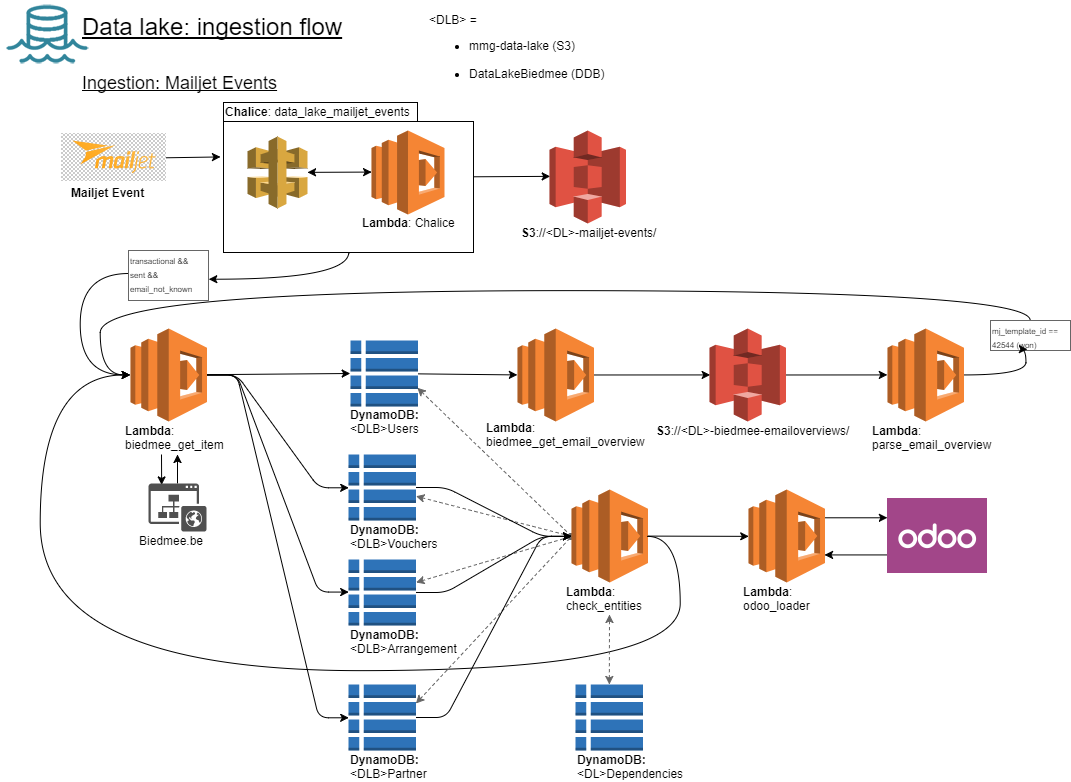 Data lake: ingestion flow
<DLB> =
mmg-data-lake (S3)
DataLakeBiedmee (DDB)
Ingestion: Mailjet Events
Chalice: data_lake_mailjet_events
mailjet
Mailjet Event
Lambda: Chalice
S3://<DL>-mailjet-events/
transactional &&
sent &&
email_not_known
mj_template_id ==
42544 (won)
Lambda:
biedmee_get_item
DynamoDB:
<DLB>Users
Lambda:
biedmee_get_email_overview
S3://<DL>-biedmee-emailoverviews/
Lambda:
parse_email_overview
Biedmee.be
DynamoDB:
<DLB>Vouchers
odoo
DynamoDB:
<DLB>Arrangement
Lambda:
check_entities
Lambda:
odoo_loader
DynamoDB:
<DLB>Partner
DynamoDB:
<DL>Dependencies